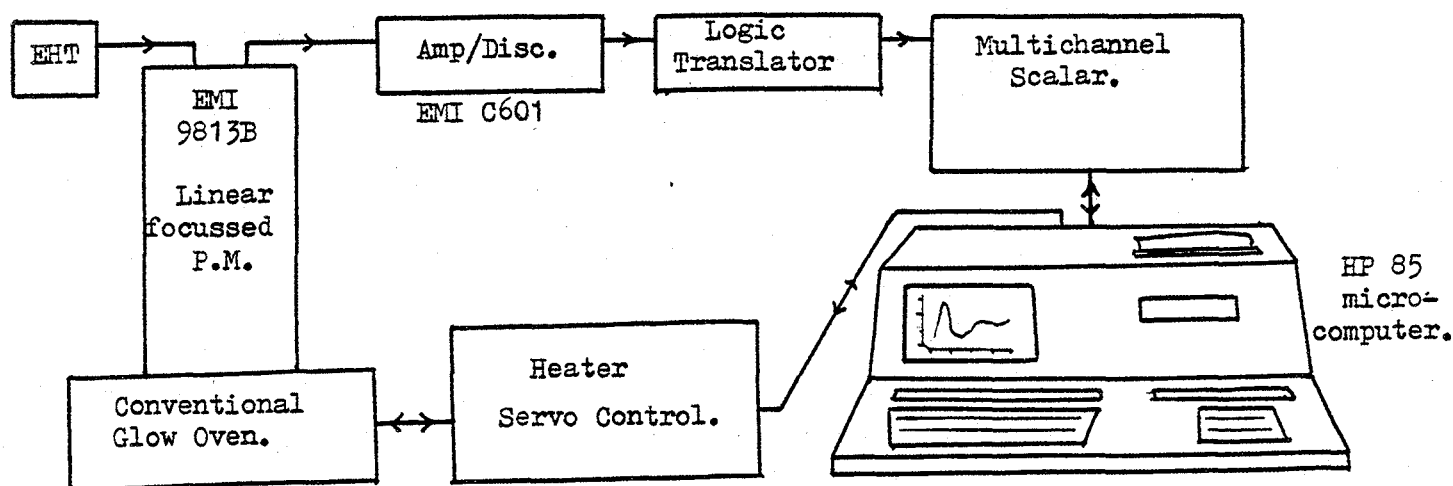 EHT
EMI
9813B
Linear
focussed
P.M.
Amp/Disc.
EMI C601
Logic
Translator
Multichannel
Scalar.
HP 85
micro-
computer.
Conventional
Glow Oven.
Heater
Servo Control.